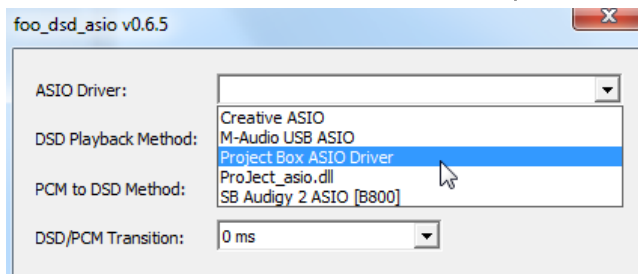 foo_dsd_asio v0.6.5
ASIO Driver:
Creative ASIO
DSD Playback Method:
M-Audio USB ASIO
Project Box ASIO Driver
PCM to DSD Method:
ProJect_asio.dll
SB Audigy 2 ASIO [B800]
DSD/PCM Transition:
0 ms